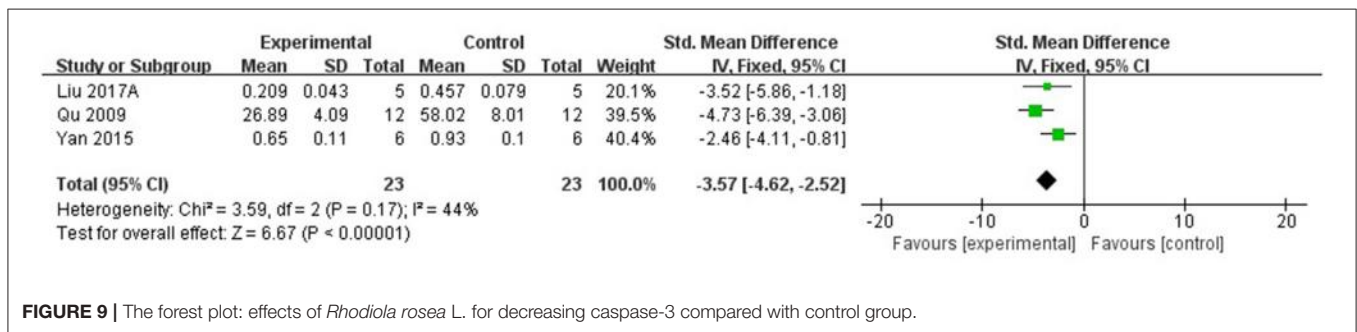 Experimental Control Std. Mean Difference Std. Mean Difference
Study or Subgroup Mean SD Total Mean SD Total Weight IV, Fixed, 95% CI IV, Fixed, 95% CI
Liu 2017A 0.209 0.043 5 0.457 0.079 5 20.1% -3.52 [-5.86, -1.18]
Qu 2009 26.89 4.09 12 58.02 8.01 12 39.5% -4.73 [-6.39, -3.06]
Yan 2015 0.65 0.11 6 0.93 0.1 6 40.4% -2.46 [-4.11, -0.81]
Total (95% CI) 23 23 100.0% -3.57 [-4.62, -2.52]
Heterogeneity: Chi² = 3.59, df = 2 (P = 0.17); I² = 44%
Test for overall effect: Z = 6.67 (P < 0.00001)
-20 -10 0 10 20
Favours [experimental] Favours [control]
FIGURE 9 | The forest plot: effects of Rhodiola rosea L. for decreasing caspase-3 compared with control group.